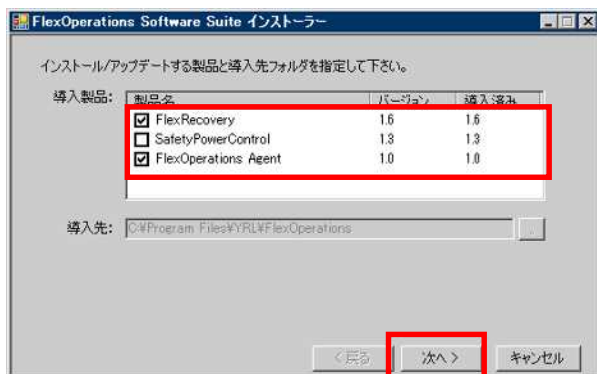 FlexOperations Software Suite インストーラー
インストール/アップデートする製品と導入先フォルダを指定して下さい。
導入製品: 製品名 バージョン 導入済み
FlexRecovery 1.6 1.6
SafetyPowerControl 1.3 1.3
FlexOperations Agent 1.0 1.0
導入先: C:¥Program Files¥YRL¥FlexOperations ...
< 戻る 次へ > キャンセル